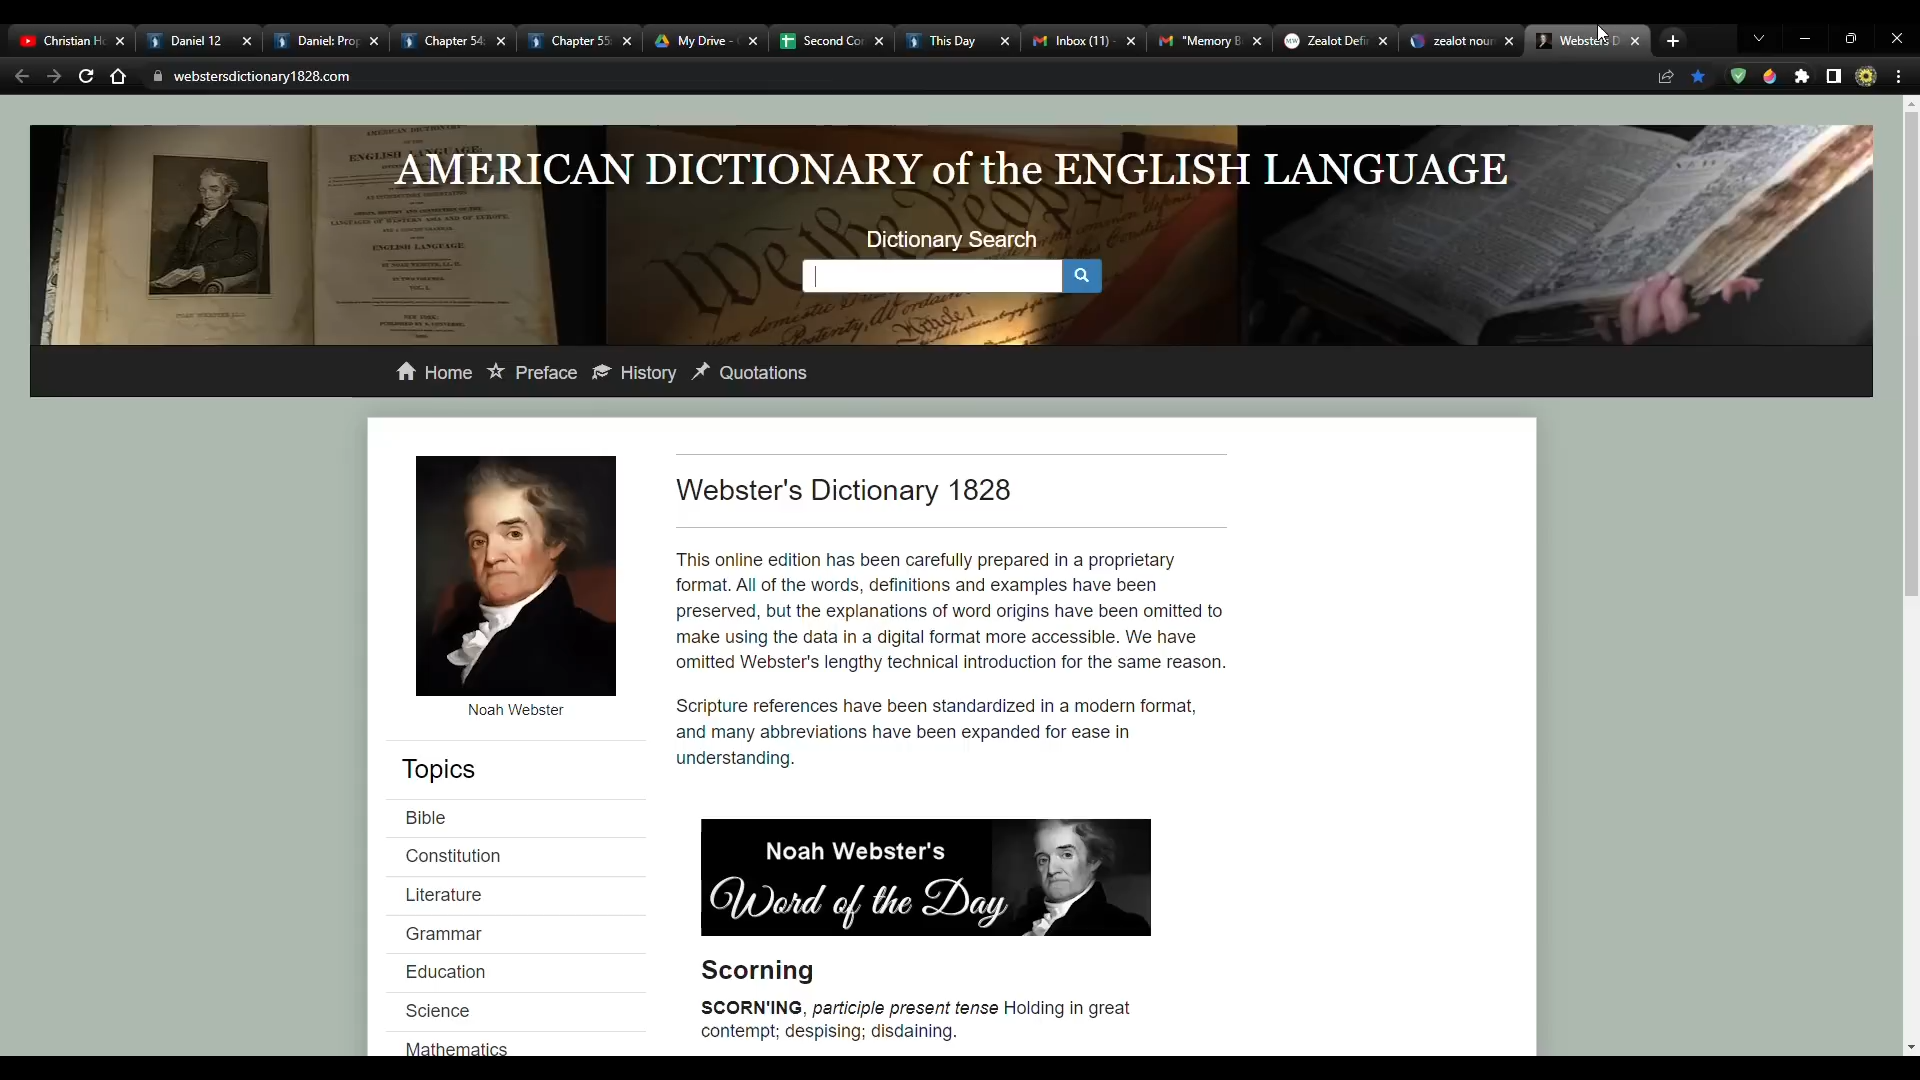 Christian H
Daniel 12
Daniel: Prop
Chapter 54
Chapter 55
My Drive -
Second Co
This Day
Inbox (11) -
"Memory B
Zealot Defi
zealot noun
Webster's D
webstersdictionary1828.com
AMERICAN DICTIONARY of the ENGLISH LANGUAGE
Dictionary Search
Home Preface History Quotations
Noah Webster
Topics
Bible
Constitution
Literature
Grammar
Education
Science
Mathematics
Webster's Dictionary 1828
This online edition has been carefully prepared in a proprietary
format. All of the words, definitions and examples have been
preserved, but the explanations of word origins have been omitted to
make using the data in a digital format more accessible. We have
omitted Webster's lengthy technical introduction for the same reason.
Scripture references have been standardized in a modern format,
and many abbreviations have been expanded for ease in
understanding.
Noah Webster's
Word of the Day
Scorning
SCORN'ING, participle present tense Holding in great
contempt; despising; disdaining.